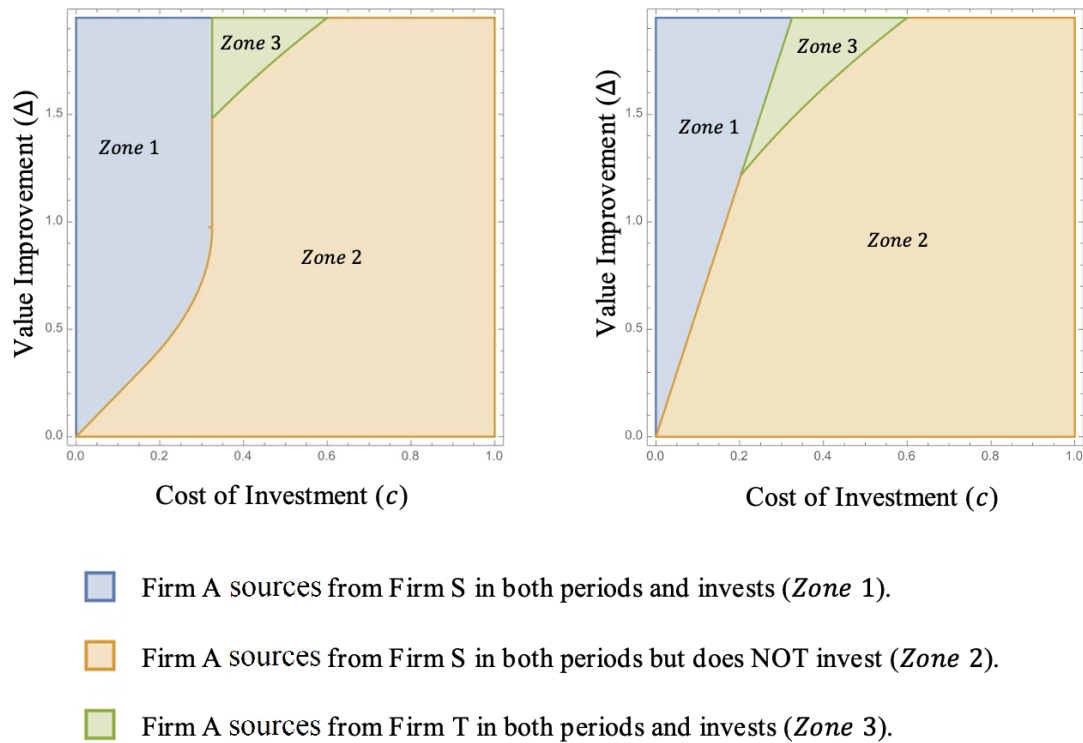 Value Improvement (Δ)
1.5
1.0
0.5
0.0
Zone 1
Zone 3
Zone 2
0.0 0.2 0.4 0.6 0.8 1.0
Cost of Investment (c)
Value Improvement (Δ)
1.5
1.0
0.5
0.0
Zone 3
Zone 1
Zone 2
0.0 0.2 0.4 0.6 0.8 1.0
Cost of Investment (c)
Firm A sources from Firm S in both periods and invests (Zone 1).
Firm A sources from Firm S in both periods but does NOT invest (Zone 2).
Firm A sources from Firm T in both periods and invests (Zone 3).